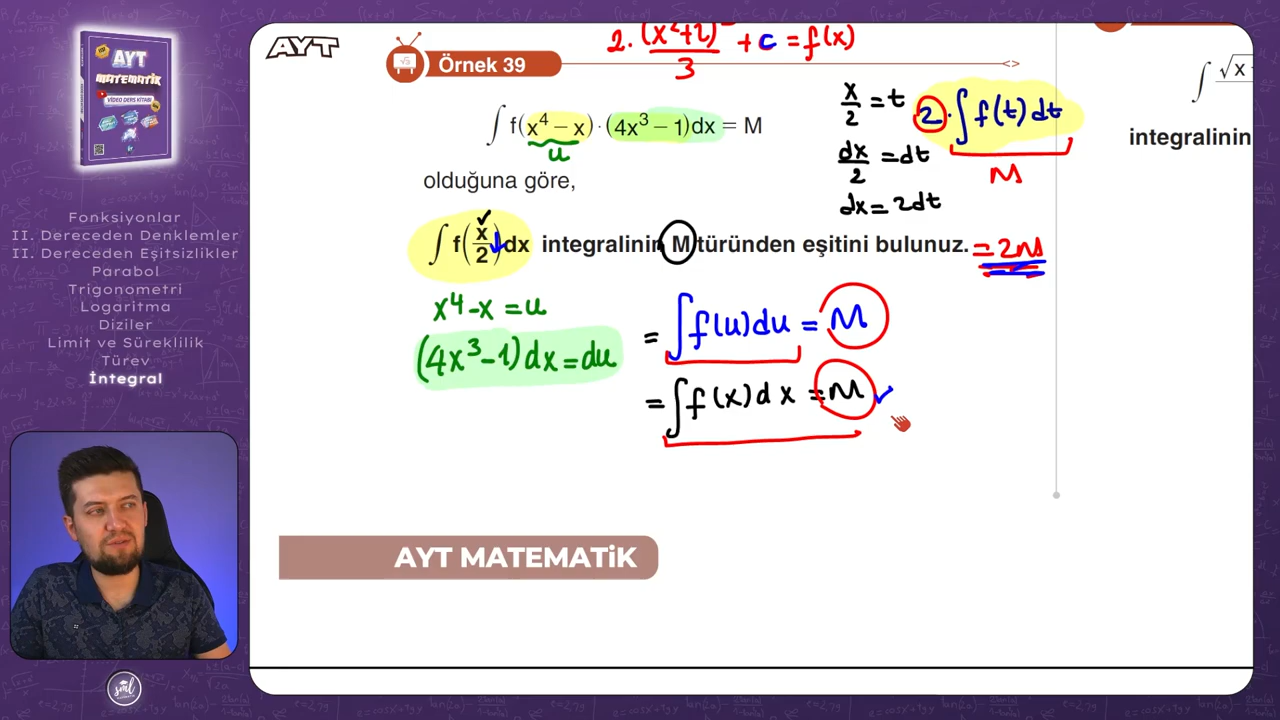 AYT
MATEMATİK
VİDEO DERS KİTABI
Fonksiyonlar
II. Dereceden Denklemler
II. Dereceden Eşitsizlikler
Parabol
Trigonometri
Logaritma
Diziler
Limit ve Süreklilik
Türev
İntegral
sml
AYT
2. (x²+2) / 3 + c = f(x)
Örnek 39
∫ f(x⁴ − x) · (4x³ − 1)dx = M
u
olduğuna göre,
∫ f(x/2)dx integralinin M türünden eşitini bulunuz. = 2M
x/2 = t
dx/2 = dt
dx = 2dt
2 · ∫ f(t) dt
M
x⁴ - x = u
(4x³ - 1) dx = du
= ∫ f(u) du = M
= ∫ f(x) d x = M ✓
AYT MATEMATİK
∫ √x
integralinin